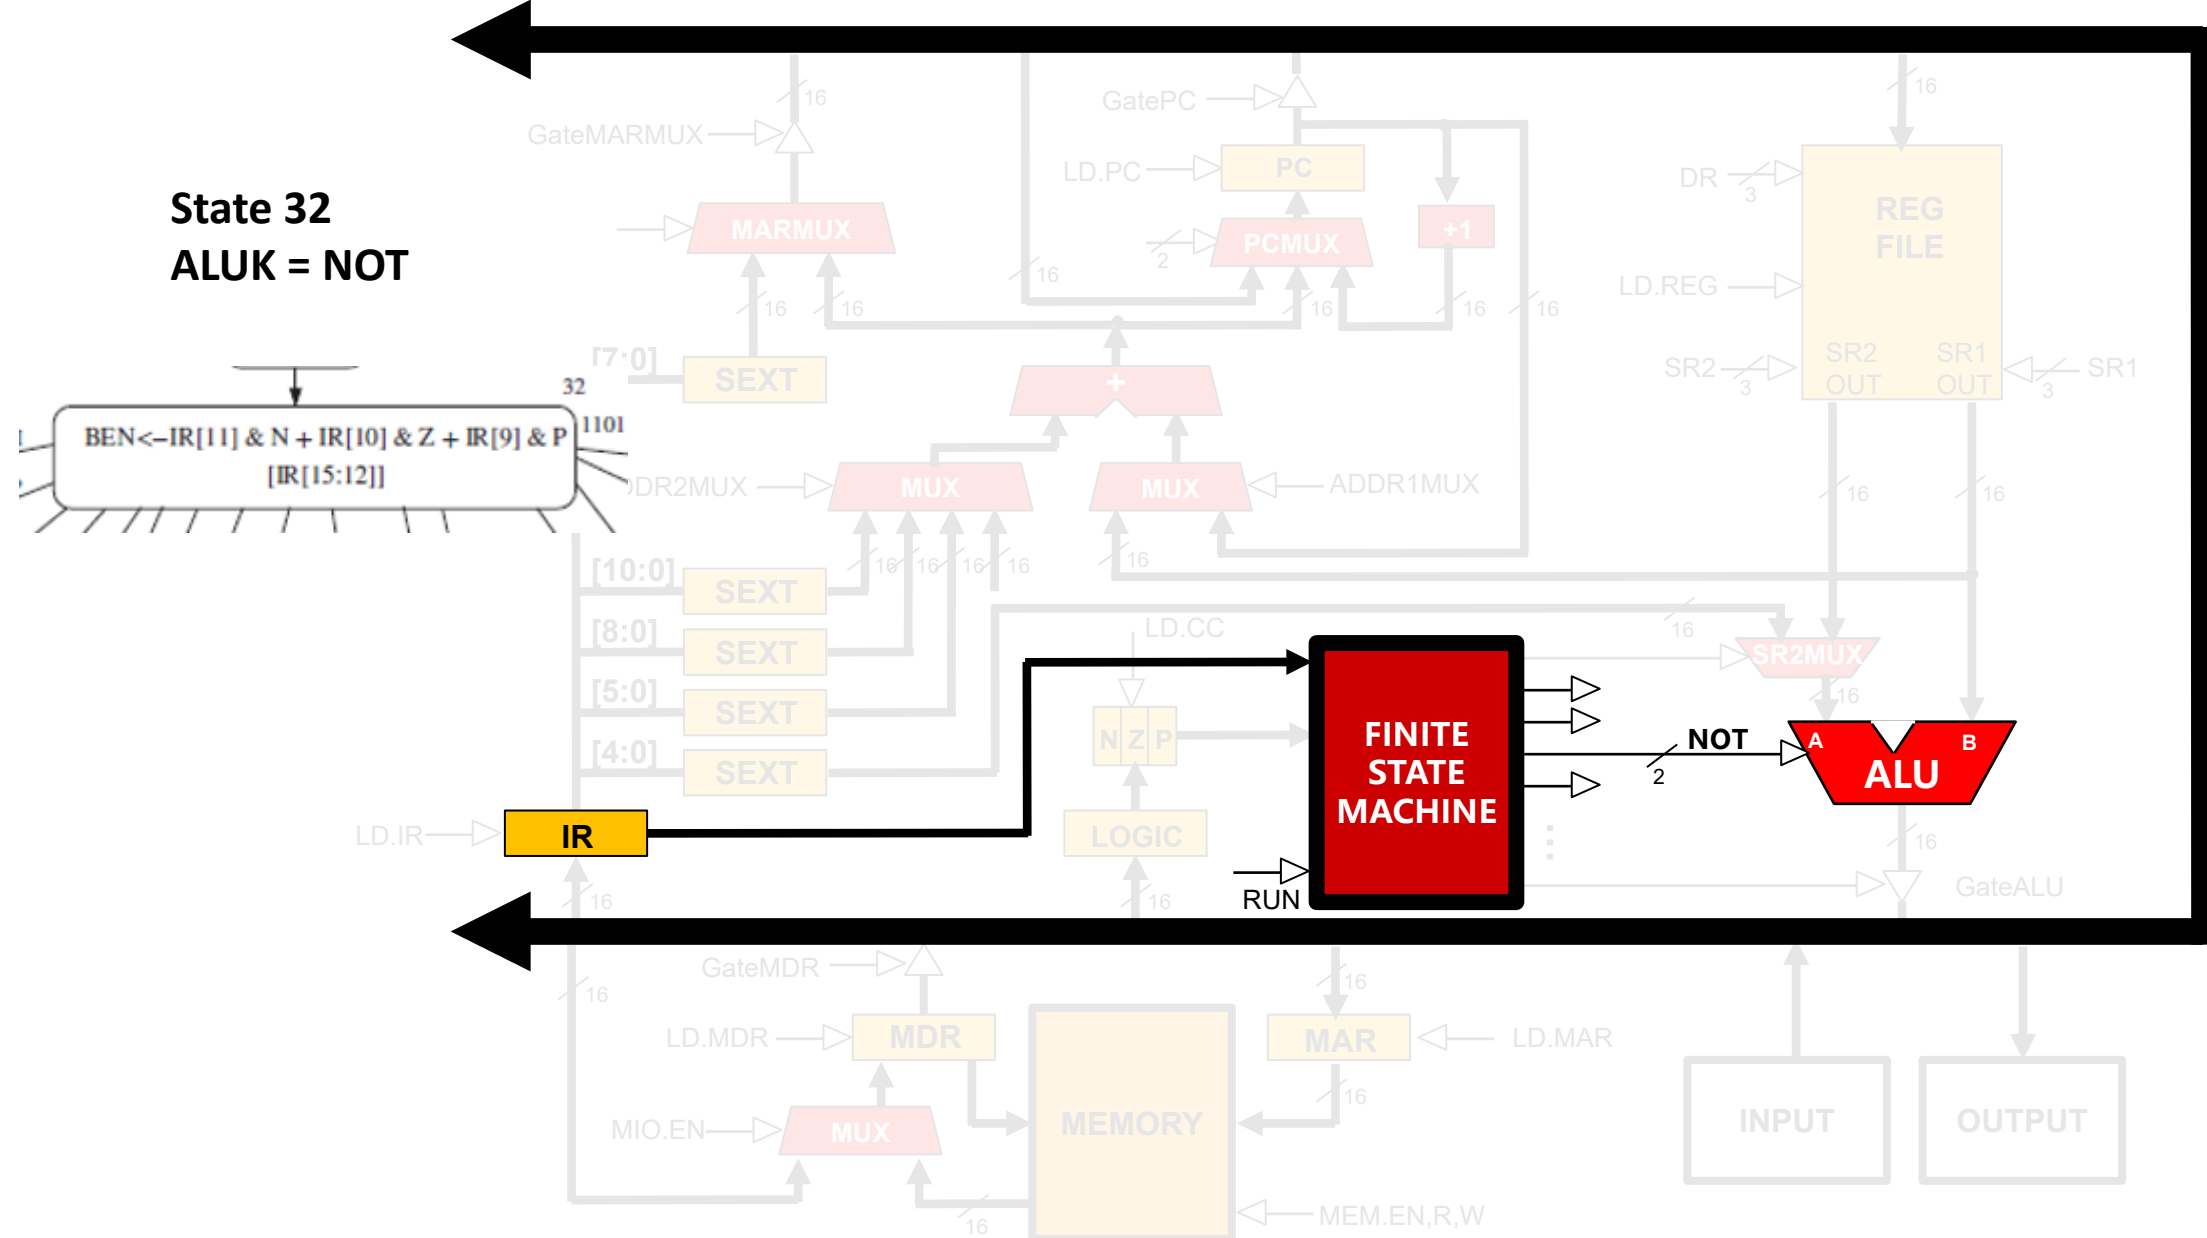 State 32
ALUK = NOT
32
1101
BEN<–IR[11] & N + IR[10] & Z + IR[9] & P
[IR[15:12]]
16
GateMARMUX
MARMUX
16
16
[7:0]
SEXT
GatePC
LD.PC
PC
PCMUX
2
+1
16
16
16
16
16
DR
3
REG
FILE
LD.REG
SR2
3
SR2
OUT
SR1
OUT
3
SR1
+
DDR2MUX
MUX
MUX
ADDR1MUX
16
16
16
16
16
16
16
[10:0]
SEXT
[8:0]
SEXT
[5:0]
SEXT
[4:0]
SEXT
16
LD.CC
N Z P
LOGIC
16
SR2MUX
16
FINITE
STATE
MACHINE
NOT
2
A
B
ALU
16
GateALU
LD.IR
IR
16
RUN
16
GateMDR
LD.MDR
MDR
MIO.EN
MUX
16
MEMORY
16
MAR
LD.MAR
16
MEM.EN,R,W
INPUT
OUTPUT